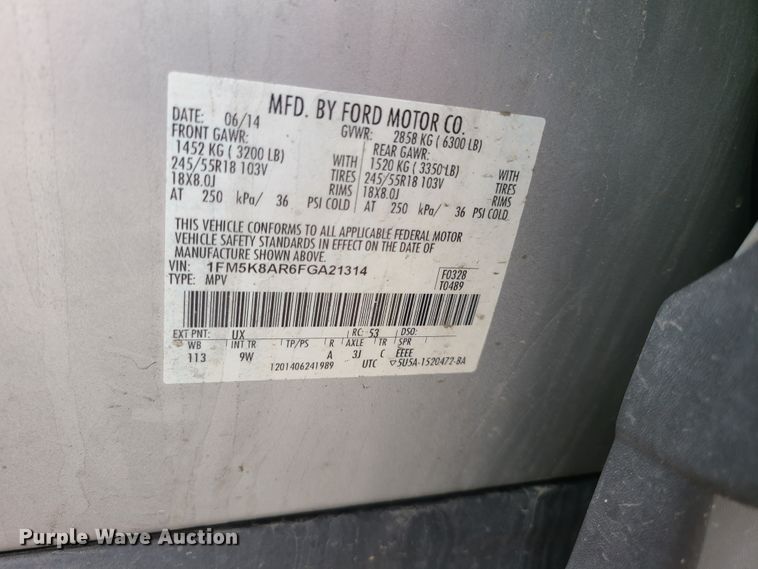 MFD. BY FORD MOTOR CO.
DATE: 06/14 GVWR: 2858 KG ( 6300 LB)
FRONT GAWR: REAR GAWR:
1452 KG ( 3200 LB) WITH 1520 KG ( 3350 LB) WITH
245/55R18 103V TIRES 245/55R18 103V TIRES
18X8.0J RIMS 18X8.0J RIMS
AT 250 kPa/ 36 PSI COLD AT 250 kPa/ 36 PSI COLD
THIS VEHICLE CONFORMS TO ALL APPLICABLE FEDERAL MOTOR
VEHICLE SAFETY STANDARDS IN EFFECT ON THE DATE OF
MANUFACTURE SHOWN ABOVE.
VIN: 1FM5K8AR6FGA21314 F0328
TYPE: MPV T0489
EXT PNT: UX RC: 53 DSO:
WB INT TR TP/PS R AXLE TR SPR
113 9W A 3J C EEEE
1201406241989 UTC ▽5U5A-1520472-BA
Purple Wave Auction